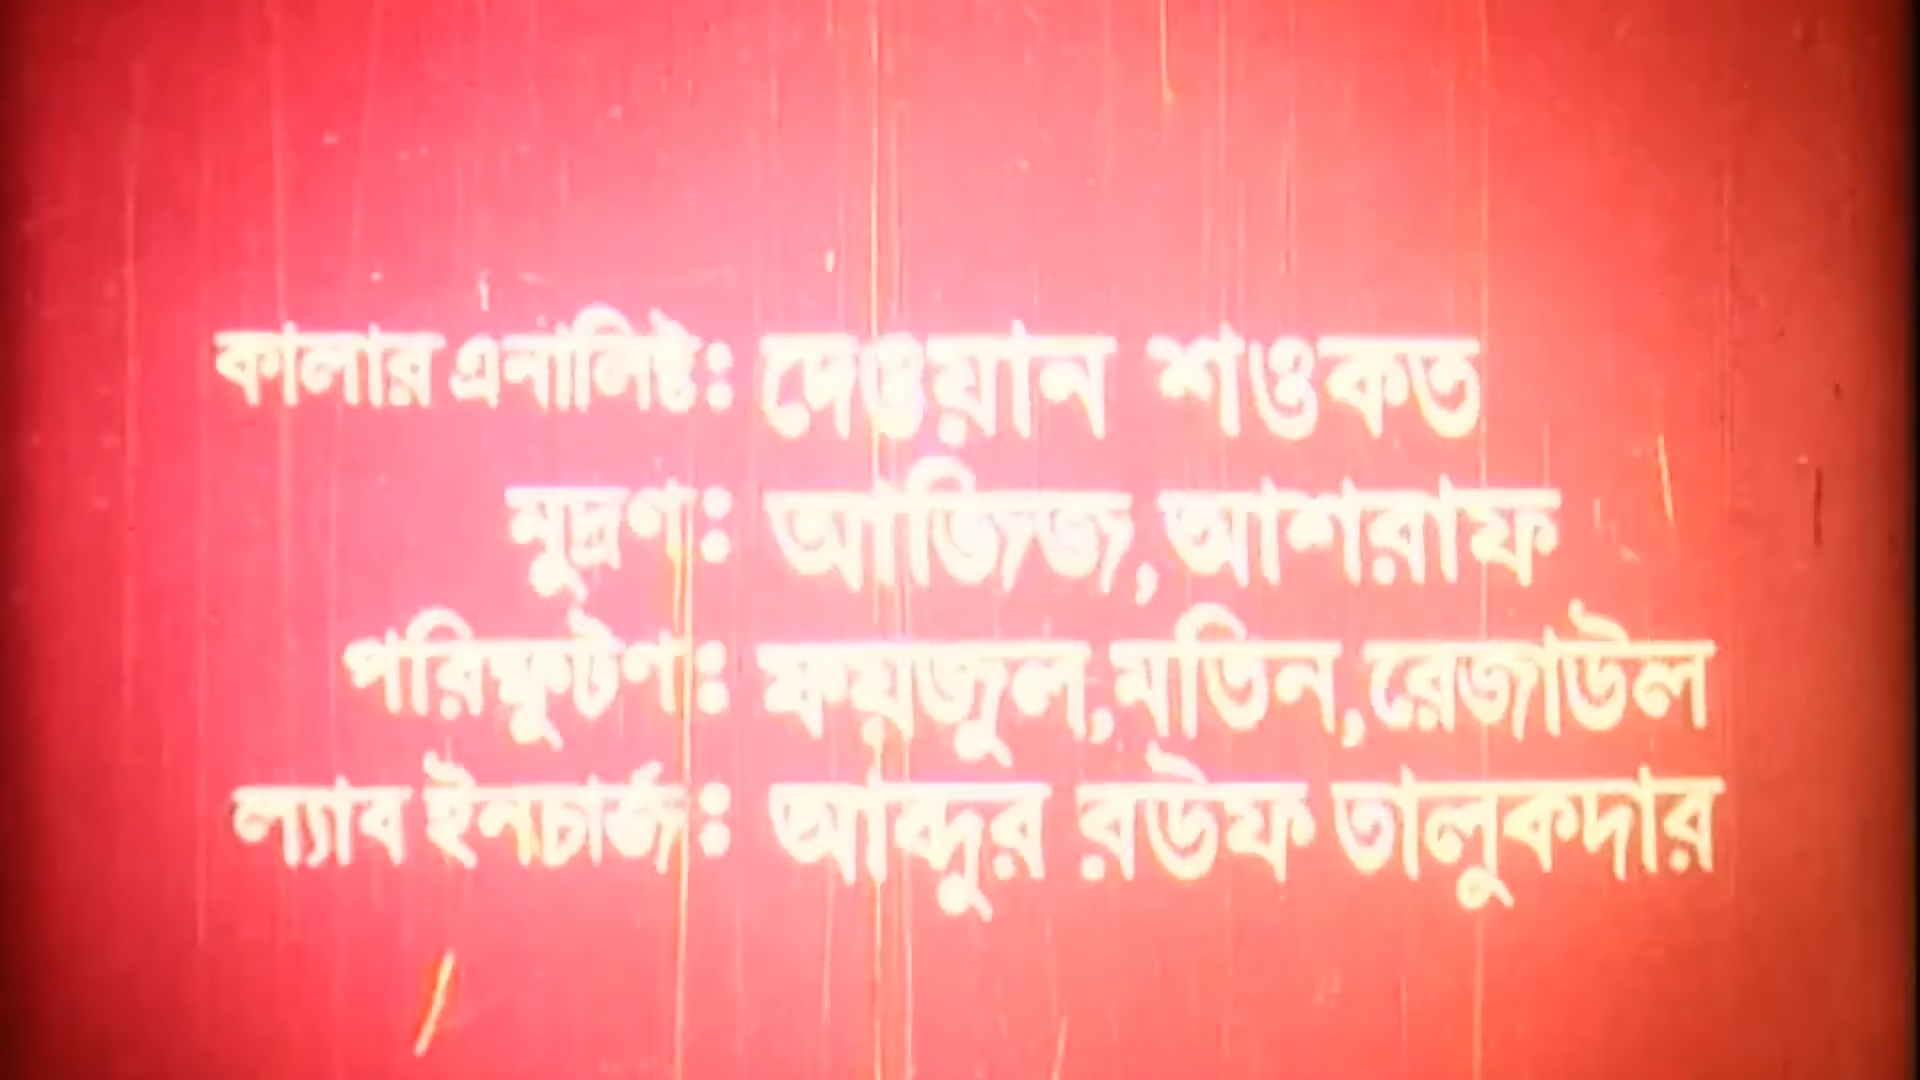 কালার এনালিষ্ট: দেওয়ান শওকত
মুদ্রণ: আজিজ, আশরাফ
পরিস্ফুটণ: ফয়জুল, মতিন, রেজাউল
ল্যাব ইনচার্জ: আব্দুর রউফ তালুকদার